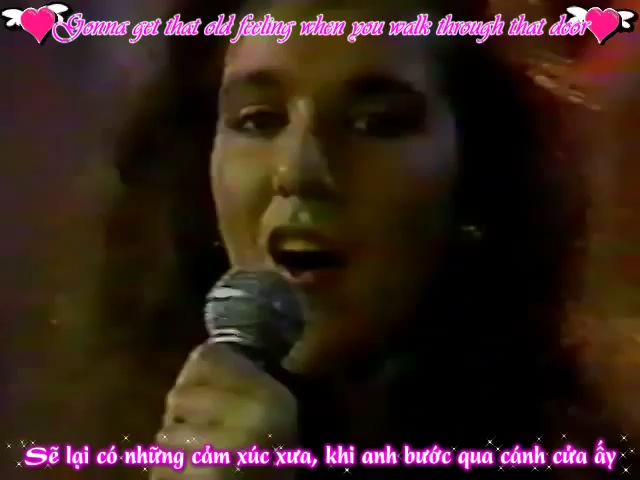 Gonna get that old feeling when you walk through that door
Sẽ lại có những cảm xúc xưa, khi anh bước qua cánh cửa ấy